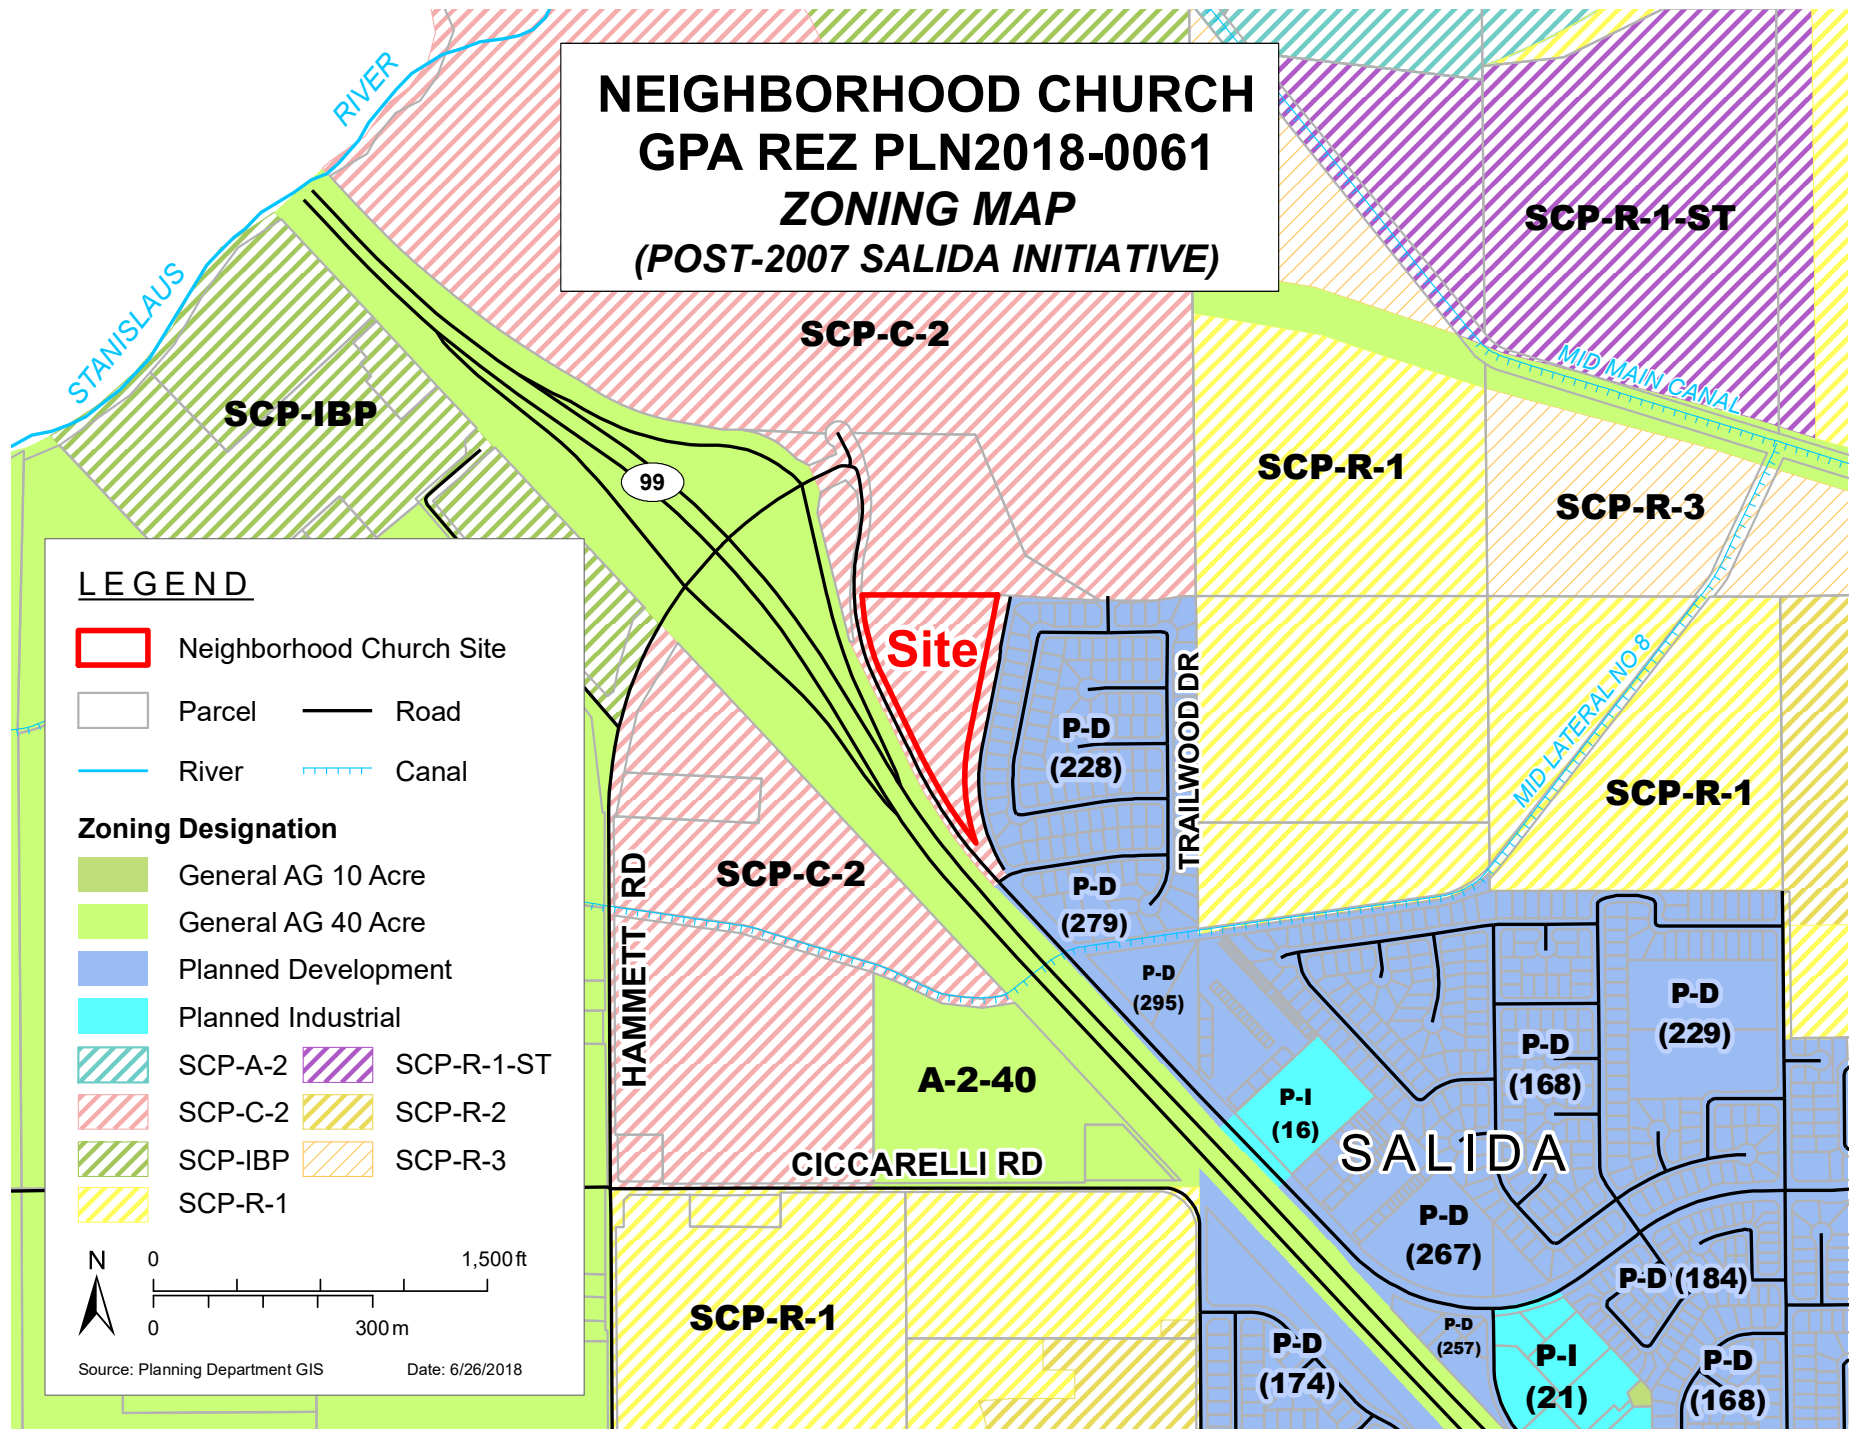 NEIGHBORHOOD CHURCH
GPA REZ PLN2018-0061
ZONING MAP
(POST-2007 SALIDA INITIATIVE)
RIVER
STANISLAUS
SCP-R-1-ST
SCP-C-2
MID MAIN CANAL
SCP-IBP
SCP-R-1
99
SCP-R-3
Site
MID LATERAL NO 8
TRAILWOOD DR
P-D
(228)
SCP-R-1
SCP-C-2
P-D
(279)
HAMMETT RD
P-D
(295)
P-D
(229)
P-D
(168)
A-2-40
P-I
(16)
SALIDA
CICCARELLI RD
P-D
(267)
P-D (184)
SCP-R-1
P-D
(257)
P-D
(174)
P-I
(21)
P-D
(168)
LEGEND
Neighborhood Church Site
Parcel
Road
River
Canal
Zoning Designation
General AG 10 Acre
General AG 40 Acre
Planned Development
Planned Industrial
SCP-A-2
SCP-R-1-ST
SCP-C-2
SCP-R-2
SCP-IBP
SCP-R-3
SCP-R-1
N
0 1,500 ft
0 300 m
Source: Planning Department GIS Date: 6/26/2018